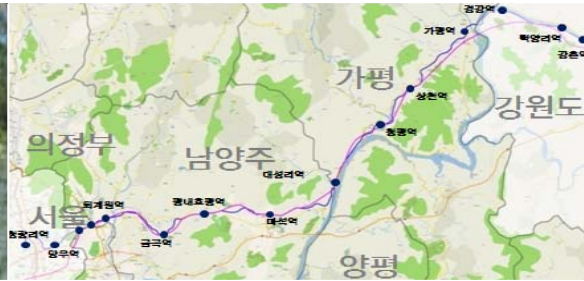 경강역
가평역
백양리역
강촌역
가평
상천역
강원도
청평역
의정부
남양주
대성리역
퇴계원역
평내호평역
서울
마석역
청량리역
망우역
금곡역
양평